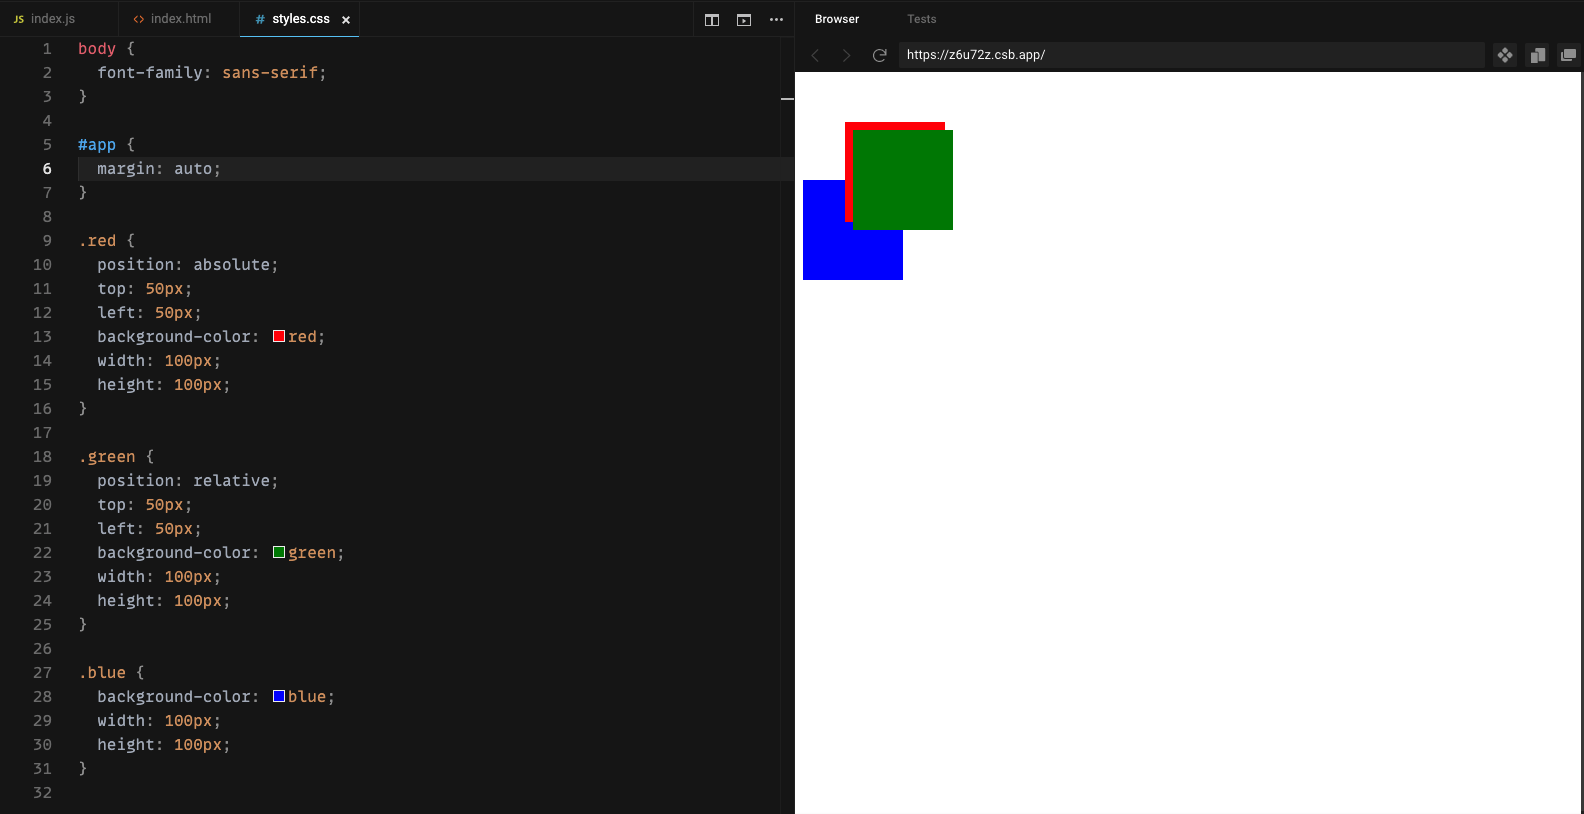 JS index.js <> index.html # styles.css ×
1 body {
2   font-family: sans-serif;
3 }
4
5 #app {
6   margin: auto;
7 }
8
9 .red {
10   position: absolute;
11   top: 50px;
12   left: 50px;
13   background-color: red;
14   width: 100px;
15   height: 100px;
16 }
17
18 .green {
19   position: relative;
20   top: 50px;
21   left: 50px;
22   background-color: green;
23   width: 100px;
24   height: 100px;
25 }
26
27 .blue {
28   background-color: blue;
29   width: 100px;
30   height: 100px;
31 }
32
Browser Tests
https://z6u72z.csb.app/